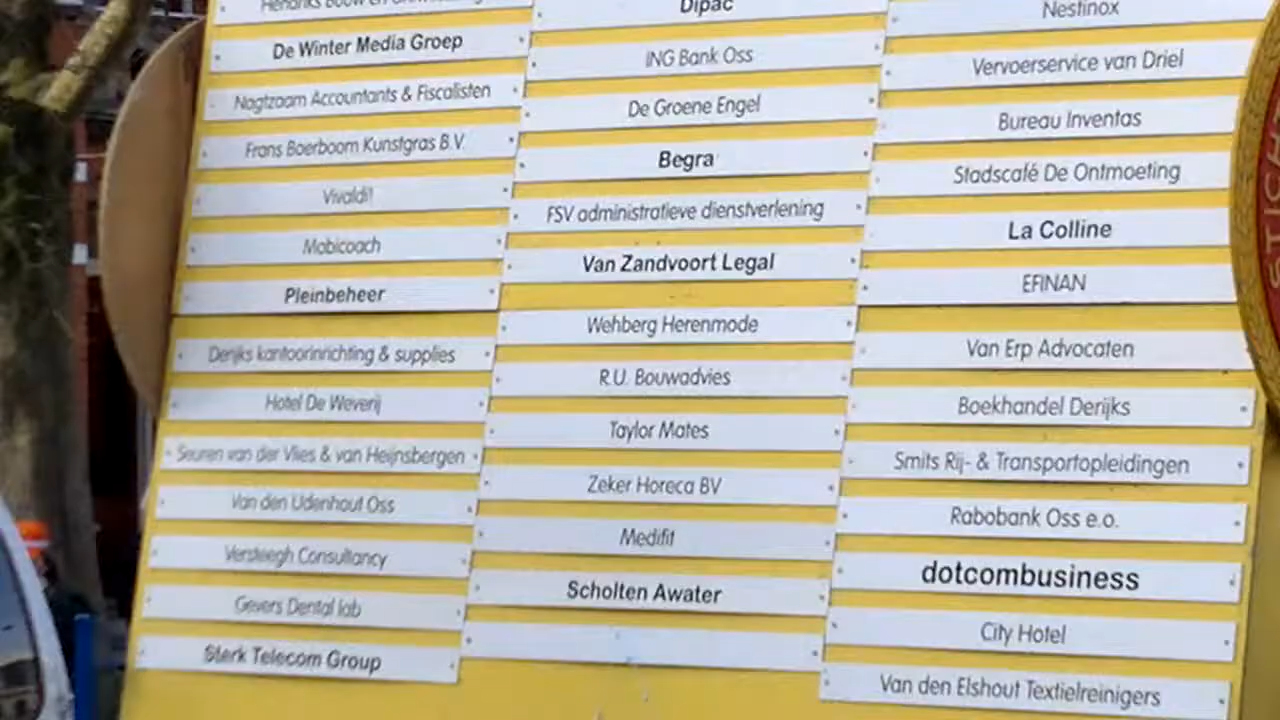 Hendriks Bouw en
De Winter Media Groep
Nagtzaam Accountants & Fiscalisten
Frans Boerboom Kunstgras B.V.
Vivaldi!
Mobicoach
Pleinbeheer
Derijks kantoorinrichting & supplies
Hotel De Weverij
Seuren van der Vlies & van Heijnsbergen
Van den Udenhout Oss
Versteegh Consultancy
Gevers Dental lab
Sterk Telecom Group
Dipac
ING Bank Oss
De Groene Engel
Begra
FSV administratieve dienstverlening
Van Zandvoort Legal
Wehberg Herenmode
R.U. Bouwadvies
Taylor Mates
Zeker Horeca BV
Medifit
Scholten Awater
Nestinox
Vervoerservice van Driel
Bureau Inventas
Stadscafé De Ontmoeting
La Colline
EFINAN
Van Erp Advocaten
Boekhandel Derijks
Smits Rij- & Transportopleidingen
Rabobank Oss e.o.
dotcombusiness
City Hotel
Van den Elshout Textielreinigers